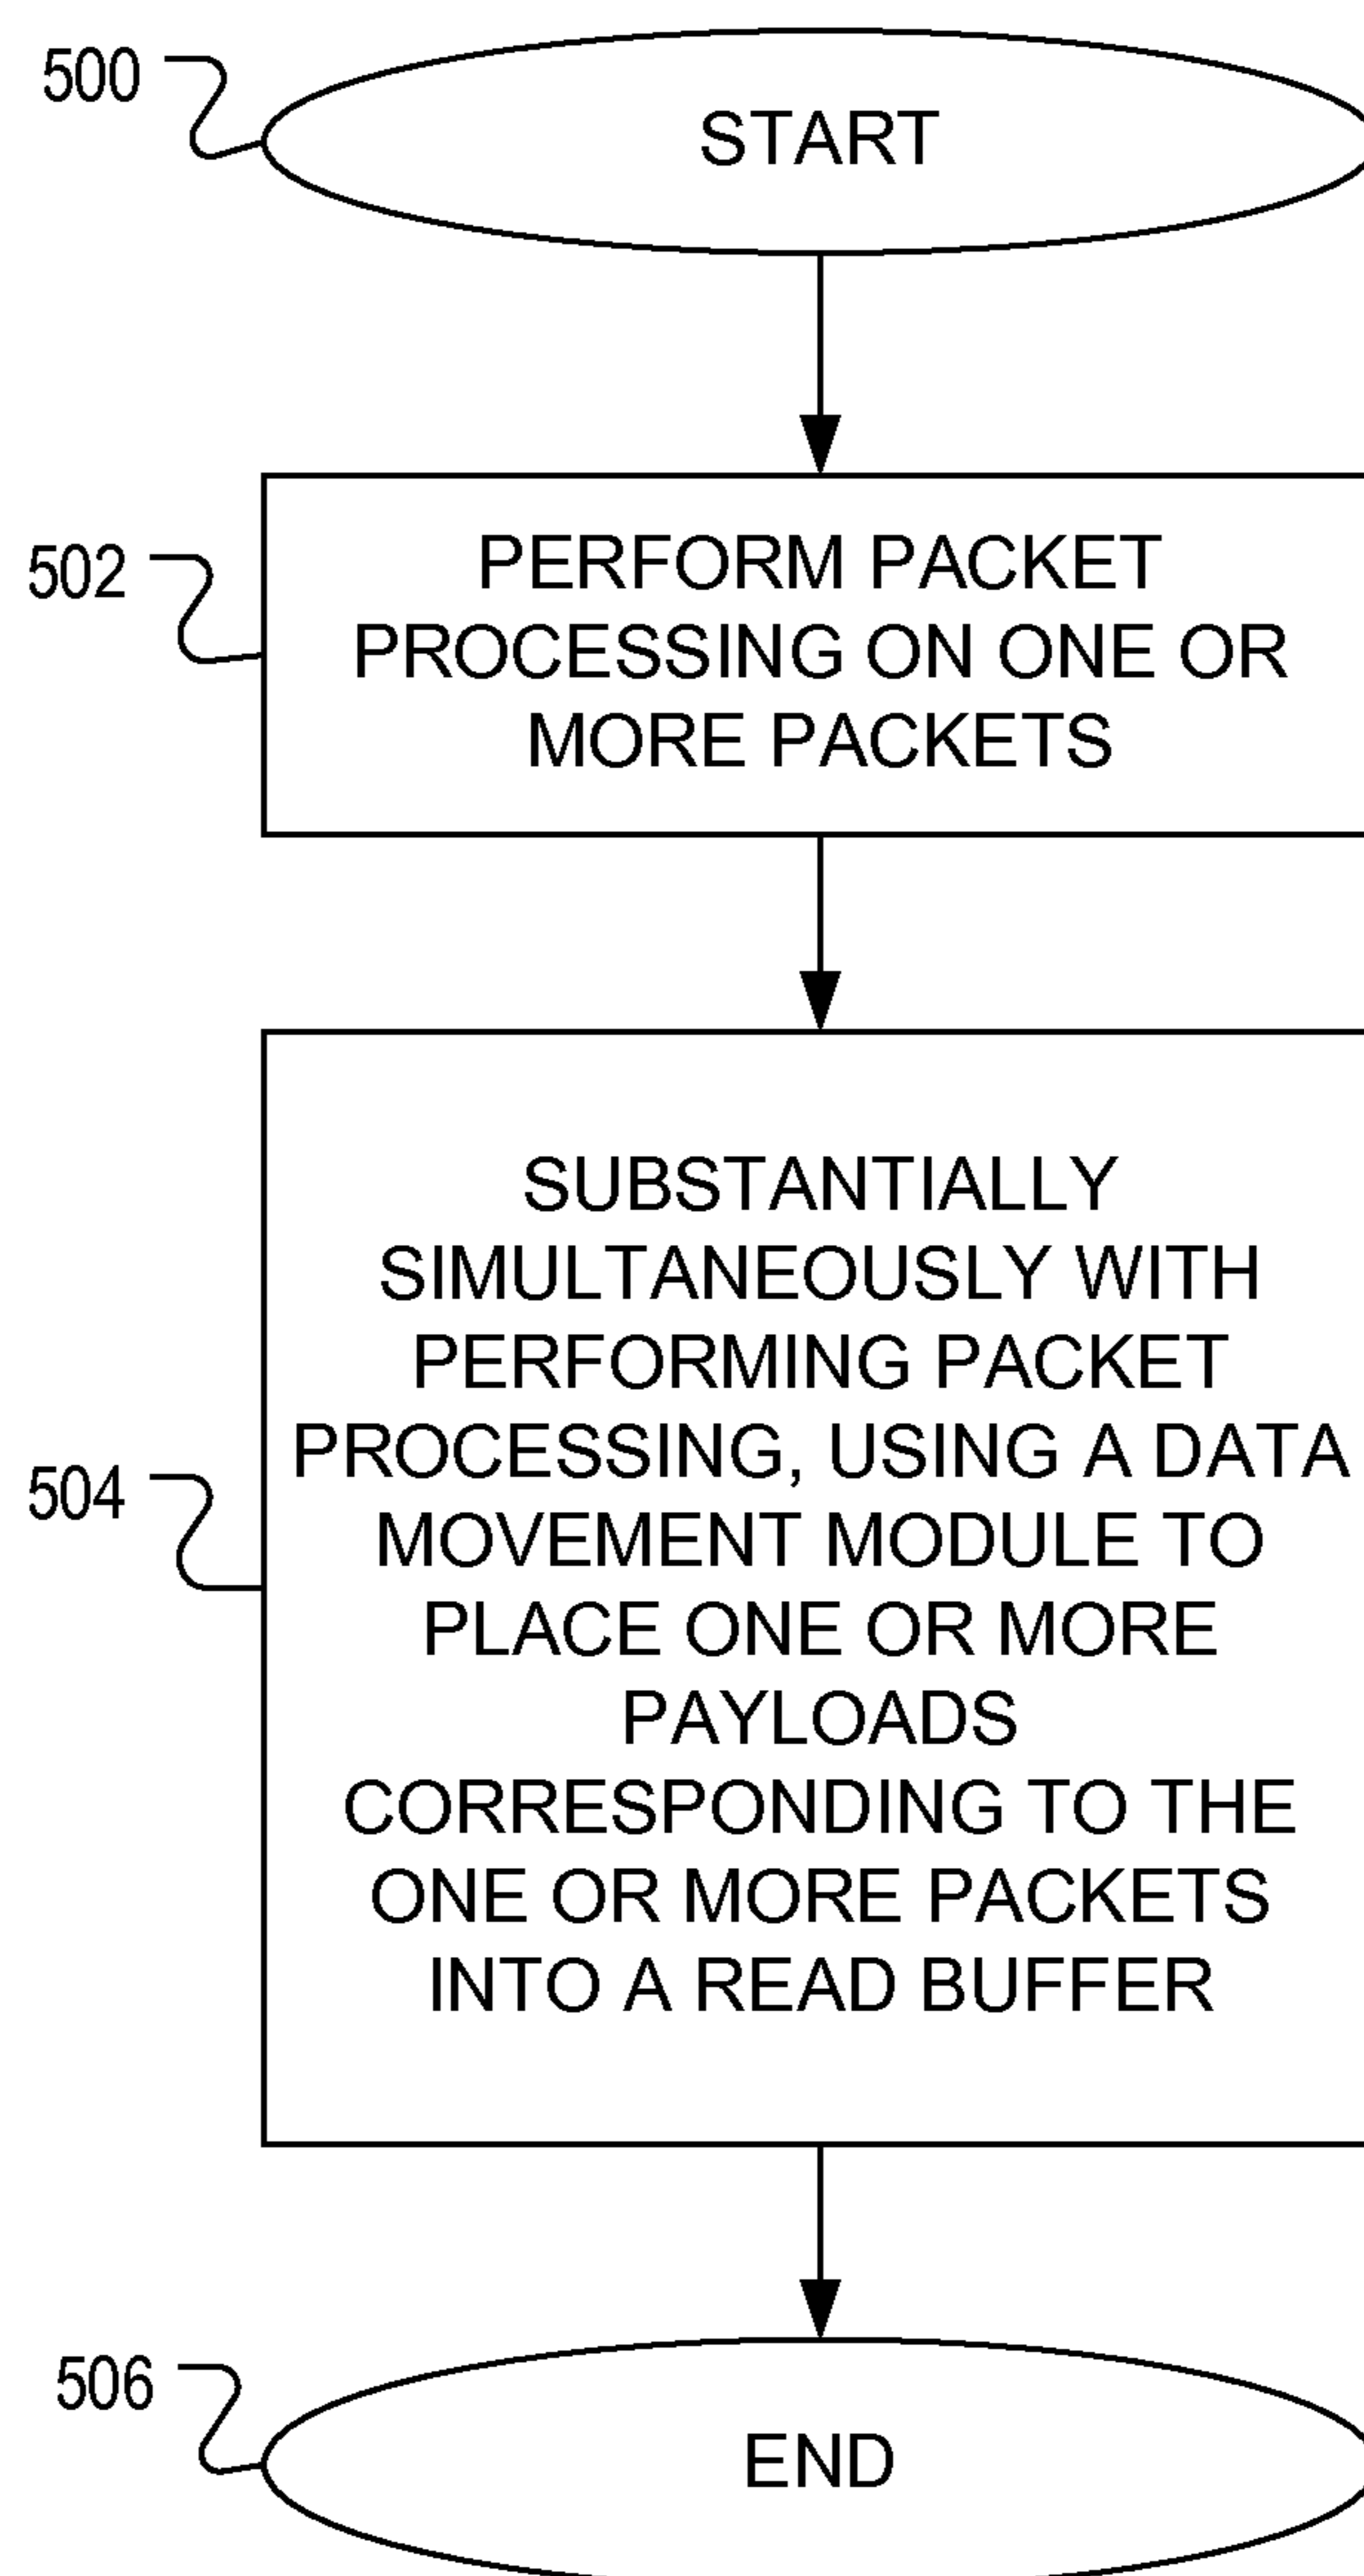 500
START
502
PERFORM PACKET
PROCESSING ON ONE OR
MORE PACKETS
504
SUBSTANTIALLY
SIMULTANEOUSLY WITH
PERFORMING PACKET
PROCESSING, USING A DATA
MOVEMENT MODULE TO
PLACE ONE OR MORE
PAYLOADS
CORRESPONDING TO THE
ONE OR MORE PACKETS
INTO A READ BUFFER
506
END